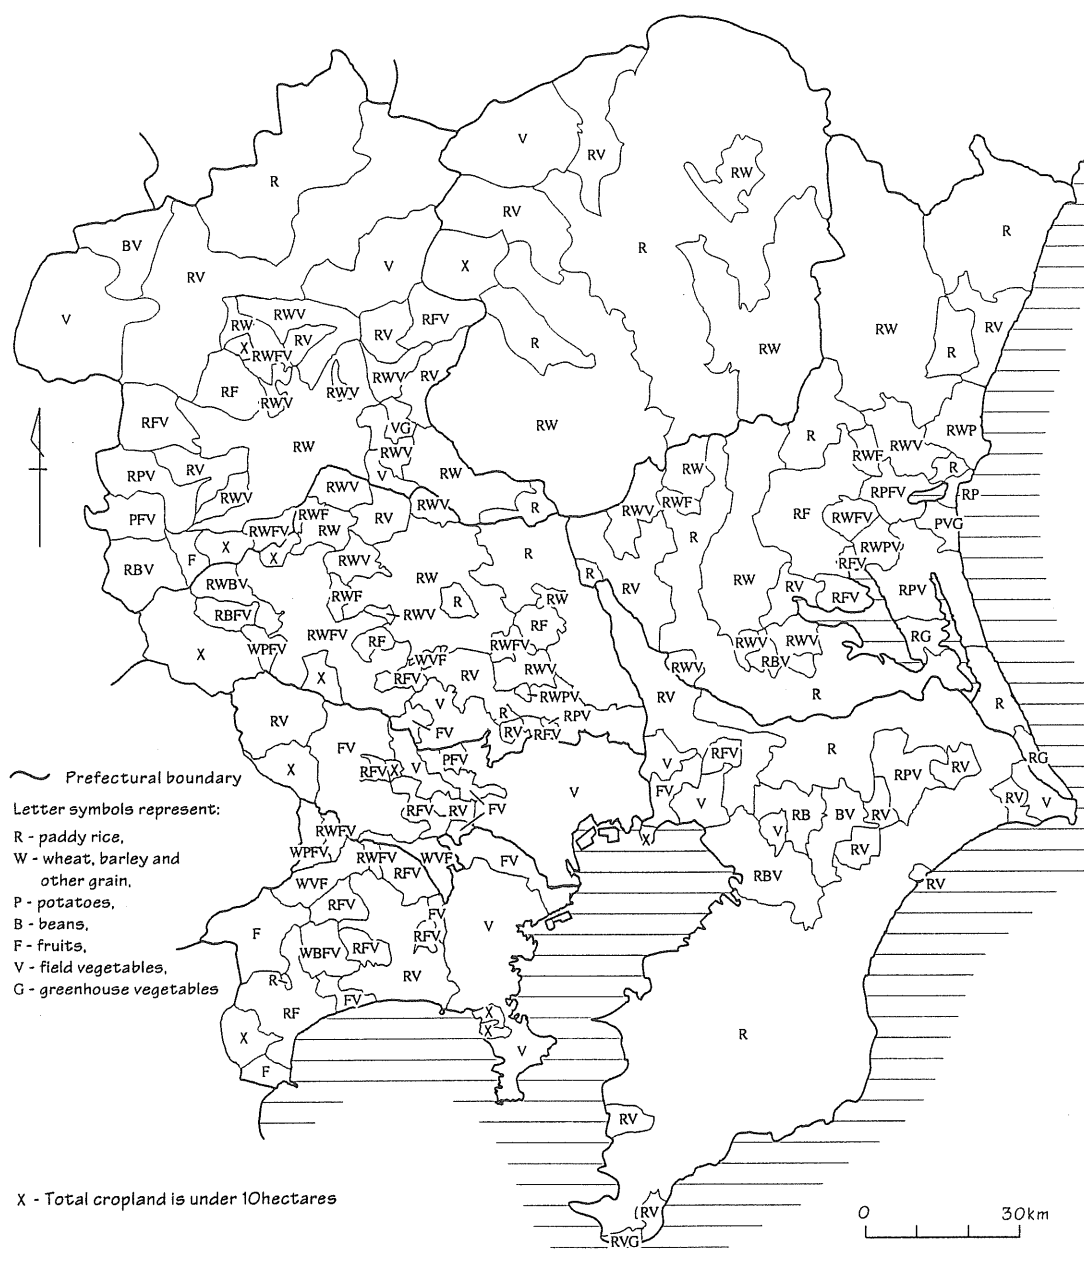 V
RV
RW
R
RV
R
BV
R
RV
V
X
V
RWV
RW
RV
RFV
RV
X
RWFV
R
RW
RW
R
RV
RF
RWV
RWV
RWV
RV
RFV
RW
VG
RW
RWV
V
RW
R
RWF
RWV
RWP
R
RPV
RV
RWV
RWV
RWV
R
RW
RWF
RWV
R
RPFV
RP
PFV
RWFV
RWF
RW
RV
RF
RWFV
PVG
RBV
F
X
X
RWV
R
RWPV
RFV
RWBV
RWF
RW
R
RW
R
RV
RW
RV
RFV
RPV
RBFV
RWV
RF
RG
WPFV
RWFV
RF
RWFV
RWV
RBV
RWV
X
X
WVF
RFV
RV
RWV
RWPV
RWV
RV
R
R
RV
V
FV
R
RV
RFV
RPV
R
RG
FV
RFV
X
V
PFV
V
V
RFV
RPV
RV
X
Prefectural boundary
Letter symbols represent:
R - paddy rice,
W - wheat, barley and
other grain,
P - potatoes,
B - beans,
F - fruits,
V - field vegetables,
G - greenhouse vegetables
RFV
RV
FV
FV
V
RB
BV
RV
RV
V
V
RWFV
X
RV
WPFV
RWFV
RFV
WVF
FV
RBV
RV
WVF
RFV
FV
F
WBFV
RFV
RFV
V
R
RV
RF
FV
X
X
X
V
R
F
RV
X - Total cropland is under 10hectares
RV
RVG
0 30km